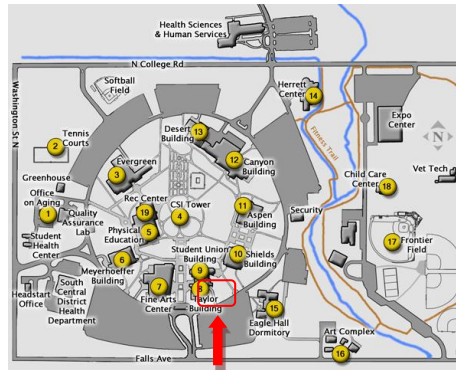 Health Sciences
& Human Services
N College Rd
Washington St N
Softball
Field
Herrett
Center
14
Tennis
Courts
2
Desert
Building
13
Expo
Center
N
Fitness Trail
Evergreen
3
12
Canyon
Building
Greenhouse
Child Care
Center
18
Vet Tech
Office
on Aging
1
Rec Center
19
CSI Tower
4
11
Aspen
Building
Quality
Assurance
Lab
5
Physical
Education
Security
Student
Health
Center
17
Frontier
Field
6
Meyerhoeffer
Building
Student Union
Building
9
10
Shields
Building
Headstart
Office
South
Central
District
Health
Department
7
Fine Arts
Center
8
Taylor
Building
15
Eagle Hall
Dormitory
Art Complex
16
Falls Ave